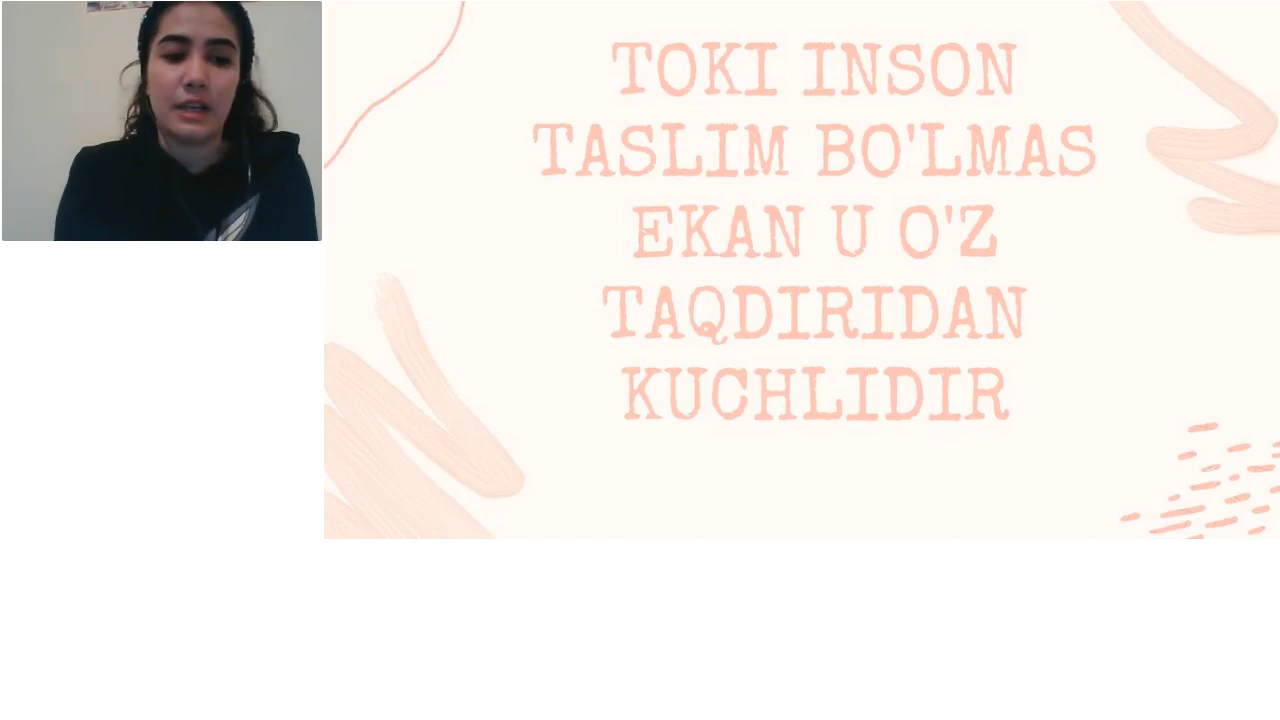 TOKI INSON
TASLIM BO'LMAS
EKAN U O'Z
TAQDIRIDAN
KUCHLIDIR